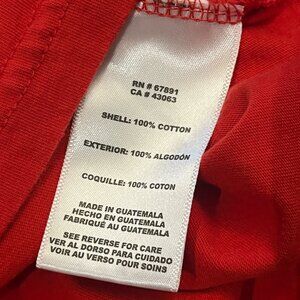 RN # 67891
CA # 43063
SHELL: 100% COTTON
EXTERIOR: 100% ALGODÓN
COQUILLE: 100% COTON
MADE IN GUATEMALA
HECHO EN GUATEMALA
FABRIQUÉ AU GUATEMALA
SEE REVERSE FOR CARE
VER AL DORSO PARA CUIDADO
VOIR AU VERSO POUR SOINS